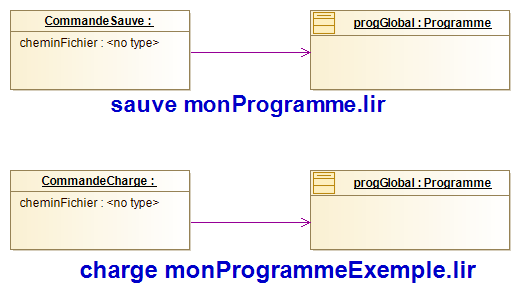 CommandeSauve :
progGlobal : Programme
cheminFichier : <no type>
sauve monProgramme.lir
CommandeCharge :
progGlobal : Programme
cheminFichier : <no type>
charge monProgrammeExemple.lir